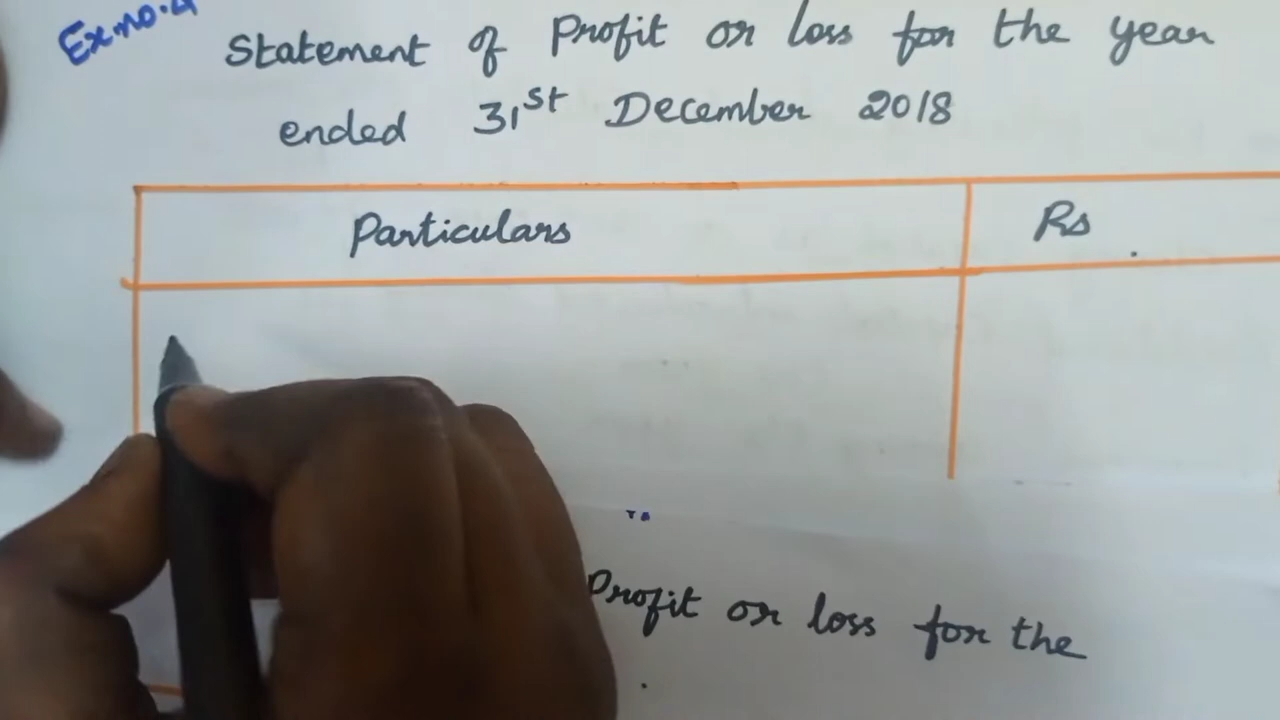 Ex.no.4
Statement of Profit or loss for the year
ended 31st December 2018
Particulars Rs
Profit or loss for the